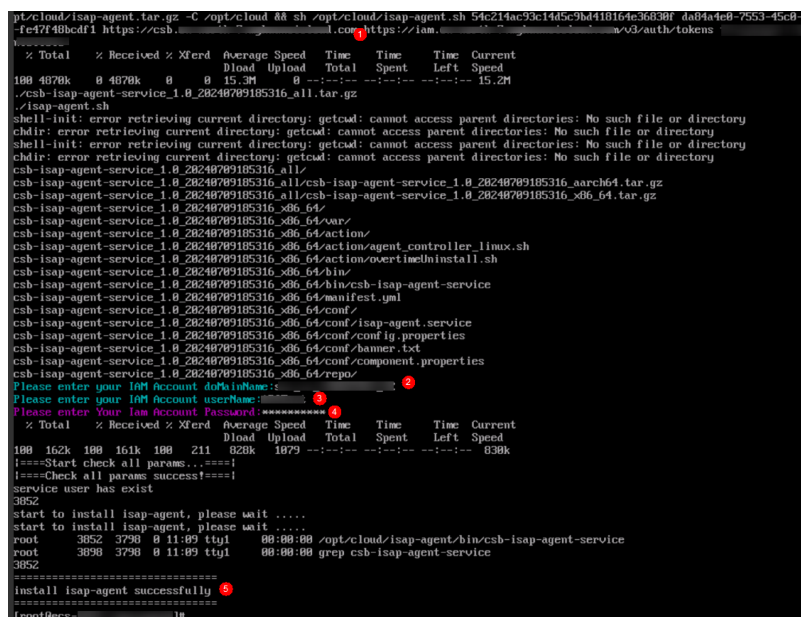 pt/cloud/isap-agent.tar.gz -C /opt/cloud && sh /opt/cloud/isap-agent.sh 54c214ac93c14d5c9bd418164e36830f da84a4e0-7553-45c0-
-fe47f48bcdf1 https://csb. .com https://iam. /v3/auth/tokens
1
% Total % Received % Xferd Average Speed Time Time Time Current
Dload Upload Total Spent Left Speed
100 4870k 0 4870k 0 0 15.3M 0 --:--:-- --:--:-- --:--:-- 15.2M
./csb-isap-agent-service_1.0_20240709185316_all.tar.gz
./isap-agent.sh
shell-init: error retrieving current directory: getcwd: cannot access parent directories: No such file or directory
chdir: error retrieving current directory: getcwd: cannot access parent directories: No such file or directory
shell-init: error retrieving current directory: getcwd: cannot access parent directories: No such file or directory
chdir: error retrieving current directory: getcwd: cannot access parent directories: No such file or directory
csb-isap-agent-service_1.0_20240709185316_all/
csb-isap-agent-service_1.0_20240709185316_all/csb-isap-agent-service_1.0_20240709185316_aarch64.tar.gz
csb-isap-agent-service_1.0_20240709185316_all/csb-isap-agent-service_1.0_20240709185316_x86_64.tar.gz
csb-isap-agent-service_1.0_20240709185316_x86_64/
csb-isap-agent-service_1.0_20240709185316_x86_64/var/
csb-isap-agent-service_1.0_20240709185316_x86_64/action/
csb-isap-agent-service_1.0_20240709185316_x86_64/action/agent_controller_linux.sh
csb-isap-agent-service_1.0_20240709185316_x86_64/action/overtimeUninstall.sh
csb-isap-agent-service_1.0_20240709185316_x86_64/bin/
csb-isap-agent-service_1.0_20240709185316_x86_64/bin/csb-isap-agent-service
csb-isap-agent-service_1.0_20240709185316_x86_64/manifest.yml
csb-isap-agent-service_1.0_20240709185316_x86_64/conf/
csb-isap-agent-service_1.0_20240709185316_x86_64/conf/isap-agent.service
csb-isap-agent-service_1.0_20240709185316_x86_64/conf/config.properties
csb-isap-agent-service_1.0_20240709185316_x86_64/conf/banner.txt
csb-isap-agent-service_1.0_20240709185316_x86_64/conf/component.properties
csb-isap-agent-service_1.0_20240709185316_x86_64/repo/
Please enter your IAM Account doMainName: 2
Please enter your IAM Account userName: 3
Please enter Your Iam Account Password:********** 4
% Total % Received % Xferd Average Speed Time Time Time Current
Dload Upload Total Spent Left Speed
100 162k 100 161k 100 211 828k 1079 --:--:-- --:--:-- --:--:-- 830k
|====Start check all params...====|
|====Check all params success!====|
service user has exist
3852
start to install isap-agent, please wait .....
start to install isap-agent, please wait .....
root 3852 3798 0 11:09 tty1 00:00:00 /opt/cloud/isap-agent/bin/csb-isap-agent-service
root 3898 3798 0 11:09 tty1 00:00:00 grep csb-isap-agent-service
3852
==================================
install isap-agent successfully 5
==================================
[root@ecs- ]#